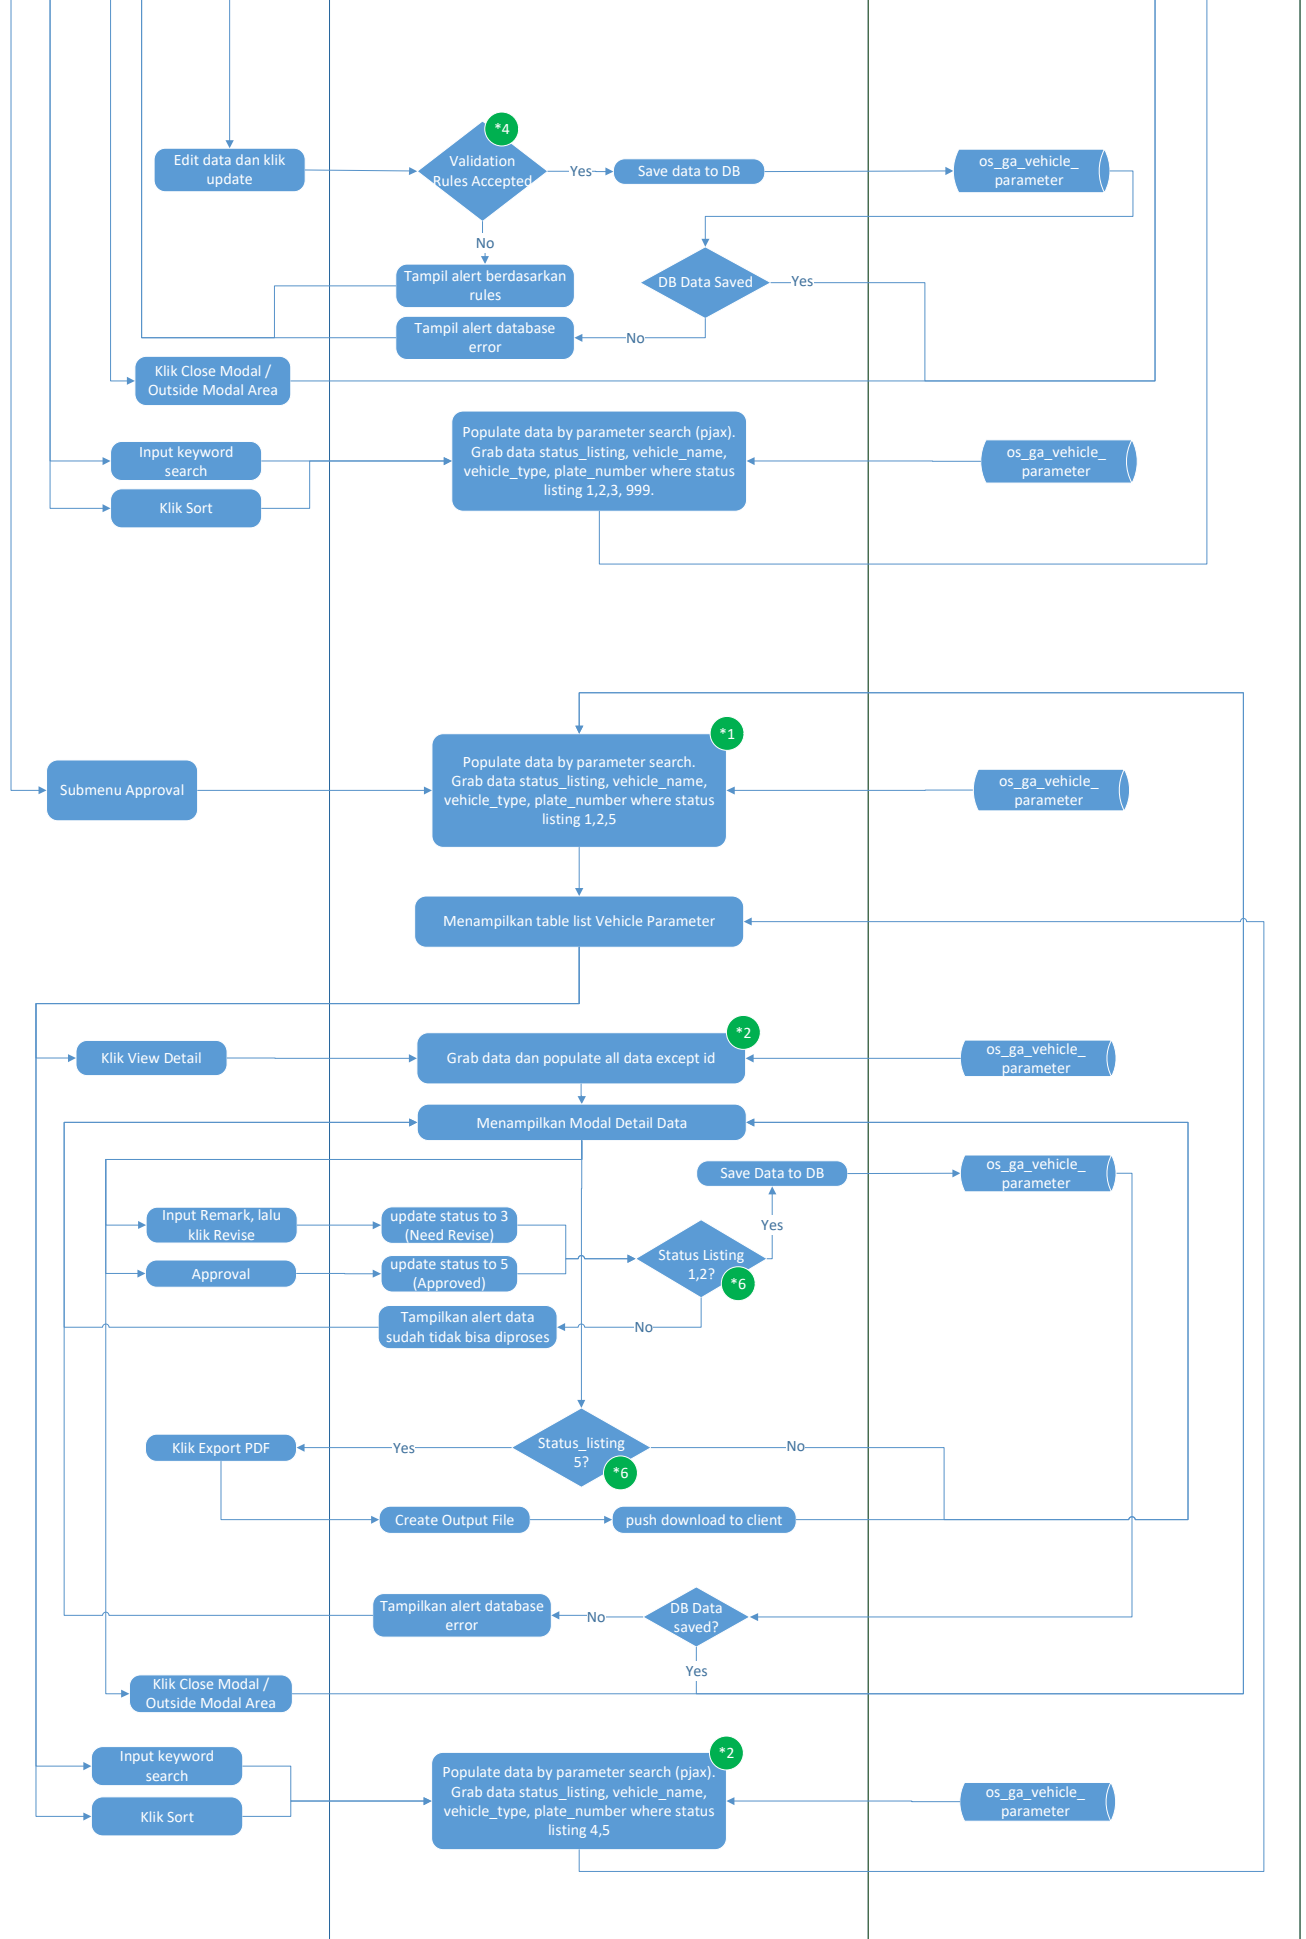 *4
Edit data dan klik
update
Validation
Rules Accepted
Yes
Save data to DB
os_ga_vehicle_
parameter
No
Tampil alert berdasarkan
rules
DB Data Saved
Yes
Tampil alert database
error
No
Klik Close Modal /
Outside Modal Area
Input keyword
search
Klik Sort
Populate data by parameter search (pjax).
Grab data status_listing, vehicle_name,
vehicle_type, plate_number where status
listing 1,2,3, 999.
os_ga_vehicle_
parameter
*1
Submenu Approval
Populate data by parameter search.
Grab data status_listing, vehicle_name,
vehicle_type, plate_number where status
listing 1,2,5
os_ga_vehicle_
parameter
Menampilkan table list Vehicle Parameter
*2
Klik View Detail
Grab data dan populate all data except id
os_ga_vehicle_
parameter
Menampilkan Modal Detail Data
Save Data to DB
os_ga_vehicle_
parameter
Input Remark, lalu
klik Revise
update status to 3
(Need Revise)
Yes
Approval
update status to 5
(Approved)
Status Listing
1,2?
*6
Tampilkan alert data
sudah tidak bisa diproses
No
Klik Export PDF
Yes
Status_listing
5?
*6
No
Create Output File
push download to client
Tampilkan alert database
error
No
DB Data
saved?
Yes
Klik Close Modal /
Outside Modal Area
*2
Input keyword
search
Klik Sort
Populate data by parameter search (pjax).
Grab data status_listing, vehicle_name,
vehicle_type, plate_number where status
listing 4,5
os_ga_vehicle_
parameter